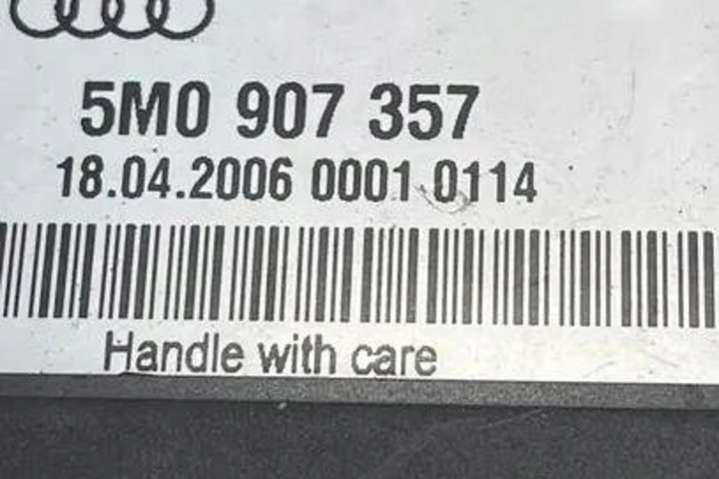 5M0 907 357
18.04.2006 0001 0114
Handle with care